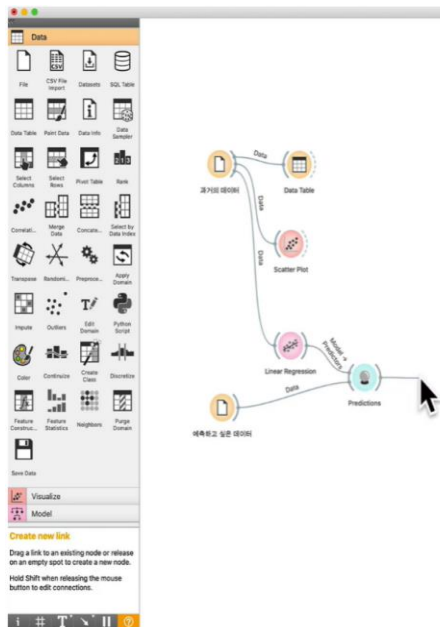 Data
File
CSV File
Import
Datasets
SQL Table
Data Table
Paint Data
Data Info
Data
Sampler
Select
Columns
Select
Rows
Pivot Table
Rank
Correlati...
Merge
Data
Concate...
Select by
Data Index
Transpose
Randomi...
Preproce...
Apply
Domain
Impute
Outliers
Edit
Domain
Python
Script
Color
Continuize
Create
Class
Discretize
Feature
Construc...
Feature
Statistics
Neighbors
Purge
Domain
Save Data
Visualize
Model
Create new link
Drag a link to an existing node or release
on an empty spot to create a new node.
Hold Shift when releasing the mouse
button to edit connections.
Data
과거의 데이터
Data Table
Data
Scatter Plot
Data
Linear Regression
Model →
Predictors
Data
Predictions
예측하고 싶은 데이터